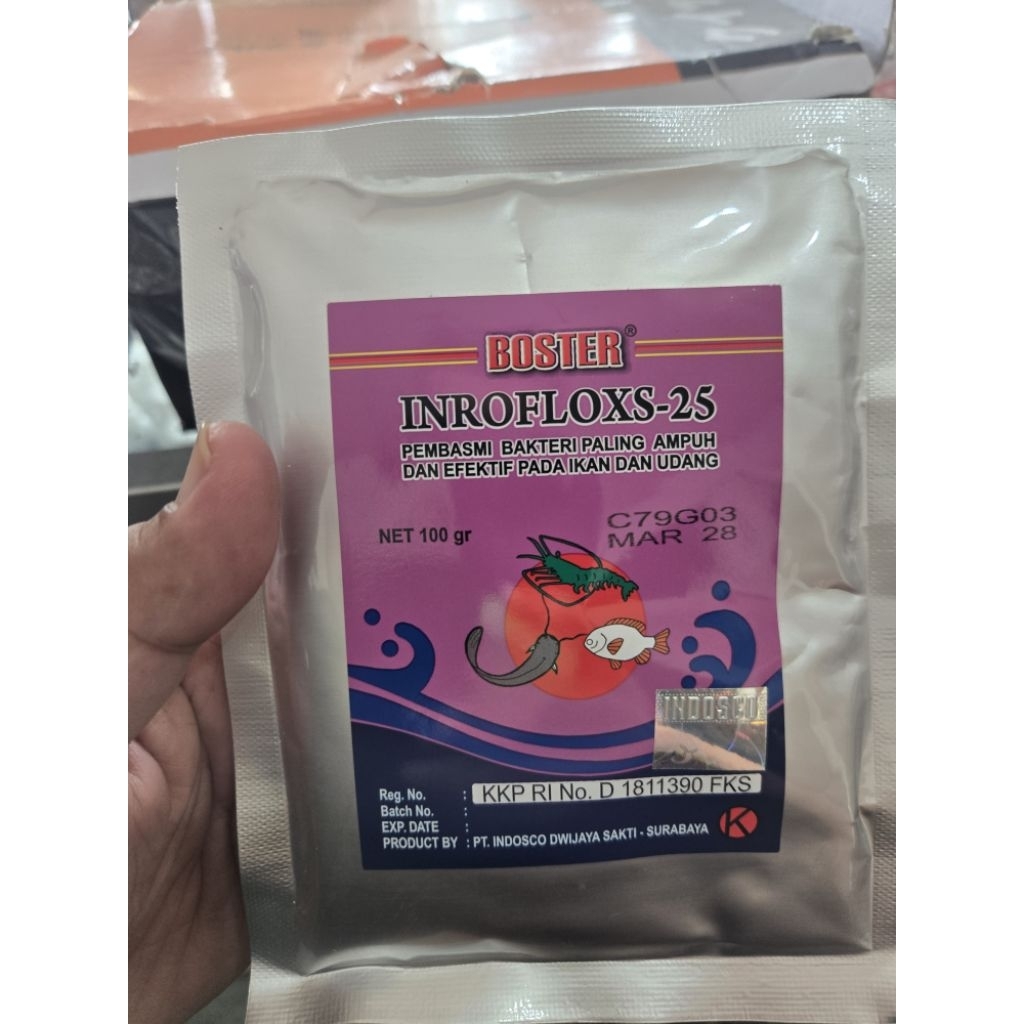 BOSTER®
INROFLOXS-25
PEMBASMI BAKTERI PALING AMPUH
DAN EFEKTIF PADA IKAN DAN UDANG
NET 100 gr
C79G03
MAR 28
INDOSCO
Reg. No. : KKP RI No. D 1811390 FKS
Batch No. :
EXP. DATE :
PRODUCT BY : PT. INDOSCO DWIJAYA SAKTI - SURABAYA
K